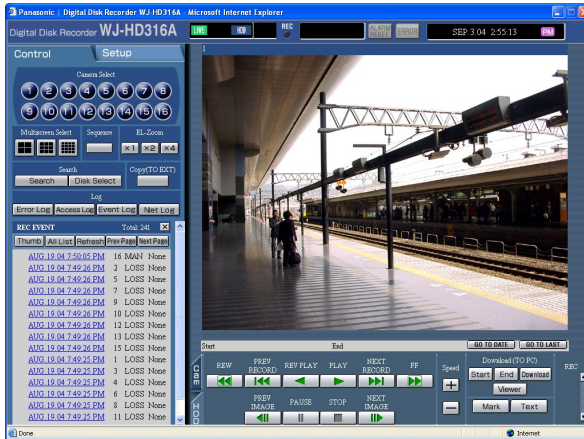 Panasonic | Digital Disk Recorder WJ-HD316A - Microsoft Internet Explorer
Digital Disk Recorder WJ-HD316A
LIVE HDD REC ALARM RESET ERROR SEP 3.04 2:55:13 PM
Control Setup
Camera Select
1 2 3 4 5 6 7 8
9 10 11 12 13 14 15 16
Multiscreen Select Sequence EL-Zoom
×1 ×2 ×4
Search Copy(TO EXT)
Search Disk Select
Log
Error Log Access Log Event Log Net Log
REC EVENT Total: 241
Thumb All List Refresh Prev Page Next Page
AUG.19.04 7:50:05 PM 16 MAN None
AUG.19.04 7:49:26 PM 2 LOSS None
AUG.19.04 7:49:26 PM 5 LOSS None
AUG.19.04 7:49:26 PM 7 LOSS None
AUG.19.04 7:49:26 PM 9 LOSS None
AUG.19.04 7:49:26 PM 10 LOSS None
AUG.19.04 7:49:26 PM 12 LOSS None
AUG.19.04 7:49:26 PM 13 LOSS None
AUG.19.04 7:49:26 PM 15 LOSS None
AUG.19.04 7:49:25 PM 1 LOSS None
AUG.19.04 7:49:25 PM 3 LOSS None
AUG.19.04 7:49:25 PM 4 LOSS None
AUG.19.04 7:49:25 PM 6 LOSS None
AUG.19.04 7:49:25 PM 8 LOSS None
AUG.19.04 7:49:25 PM 11 LOSS None
1
Start End GO TO DATE GO TO LAST
Cam
HDD
REW PREV RECORD REV PLAY PLAY NEXT RECORD FF
PREV IMAGE PAUSE STOP NEXT IMAGE
Speed
+
−
Download (TO PC)
Start End Download
Viewer
Mark Text
REC
Done Internet